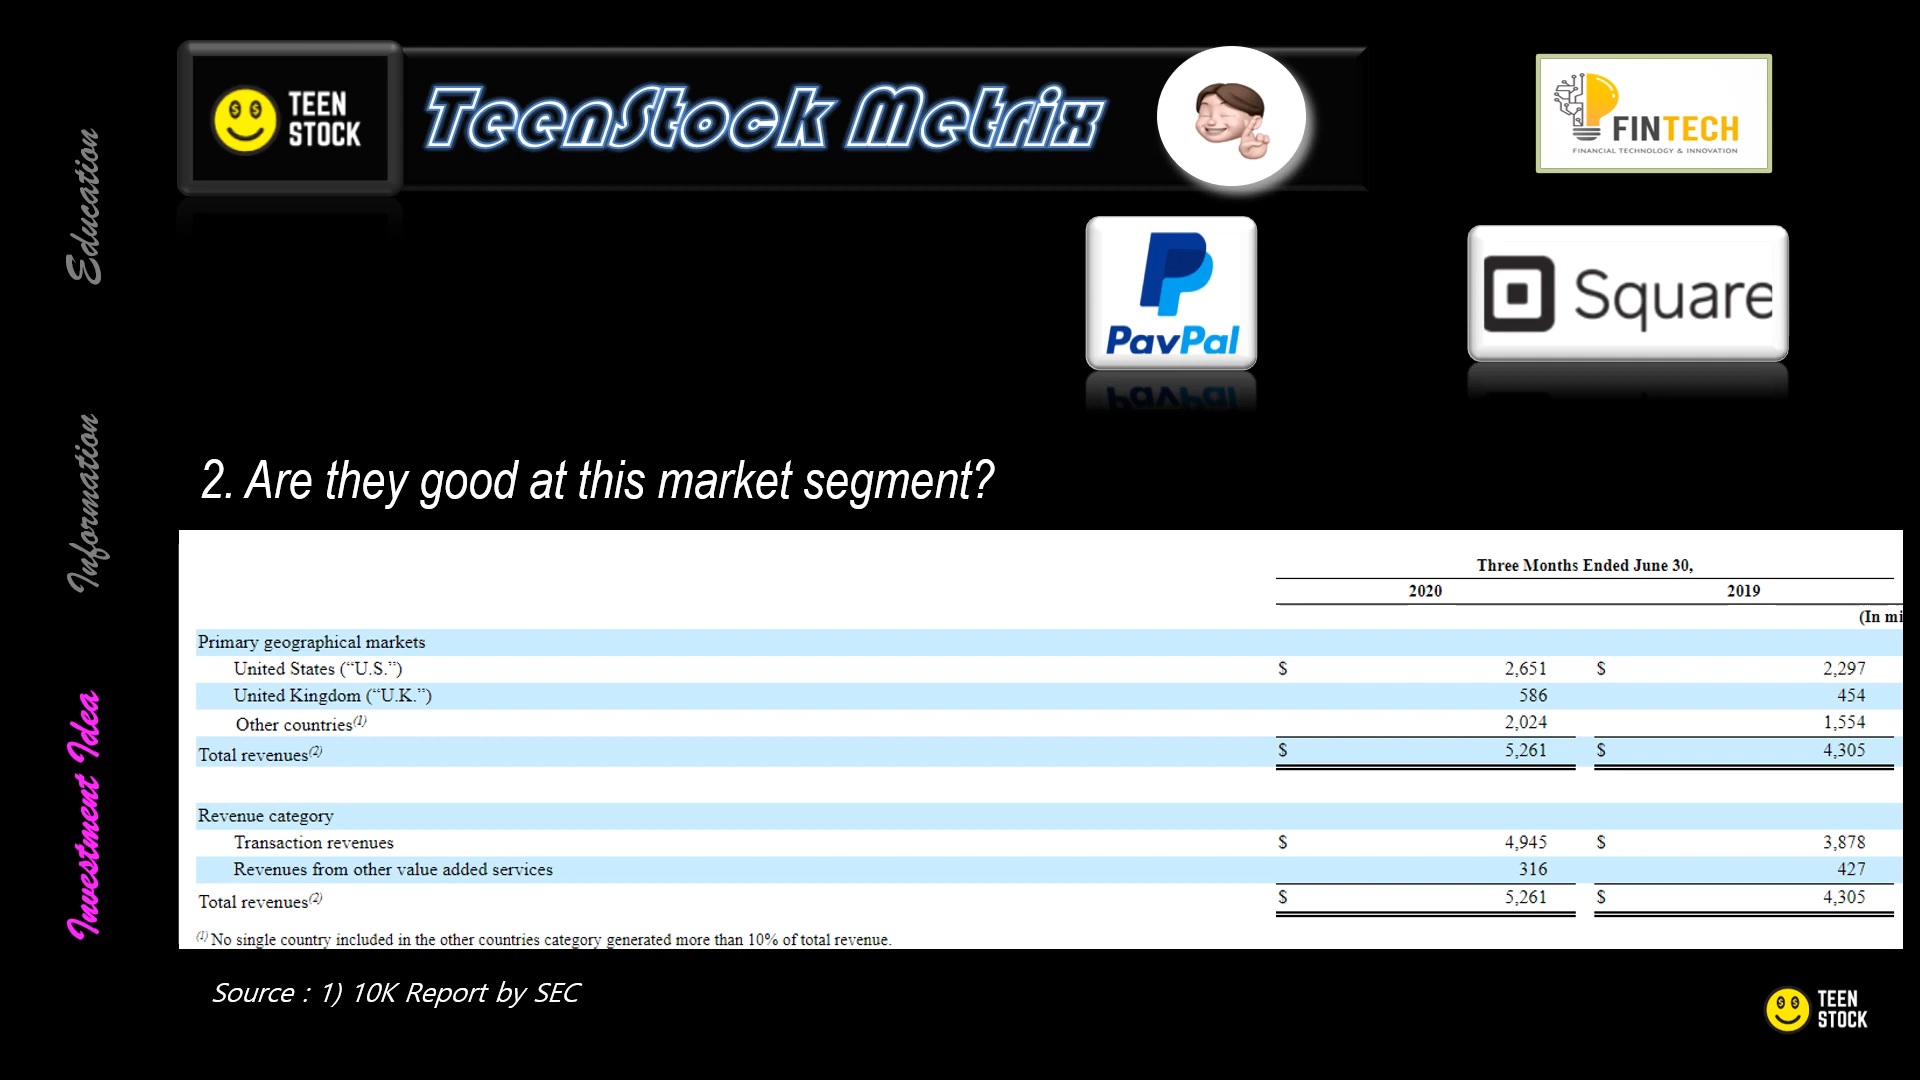 TEEN
STOCK
TeenStock Metrix
FINTECH
FINANCIAL TECHNOLOGY & INNOVATION
Education
Information
Investment Idea
PayPal
Square
2. Are they good at this market segment?
Three Months Ended June 30,
2020 2019
(In mi
Primary geographical markets
United States (“U.S.”) $ 2,651 $ 2,297
United Kingdom (“U.K.”) 586 454
Other countries(1) 2,024 1,554
Total revenues(2) $ 5,261 $ 4,305
Revenue category
Transaction revenues $ 4,945 $ 3,878
Revenues from other value added services 316 427
Total revenues(2) $ 5,261 $ 4,305
(1) No single country included in the other countries category generated more than 10% of total revenue.
Source : 1) 10K Report by SEC
TEEN
STOCK